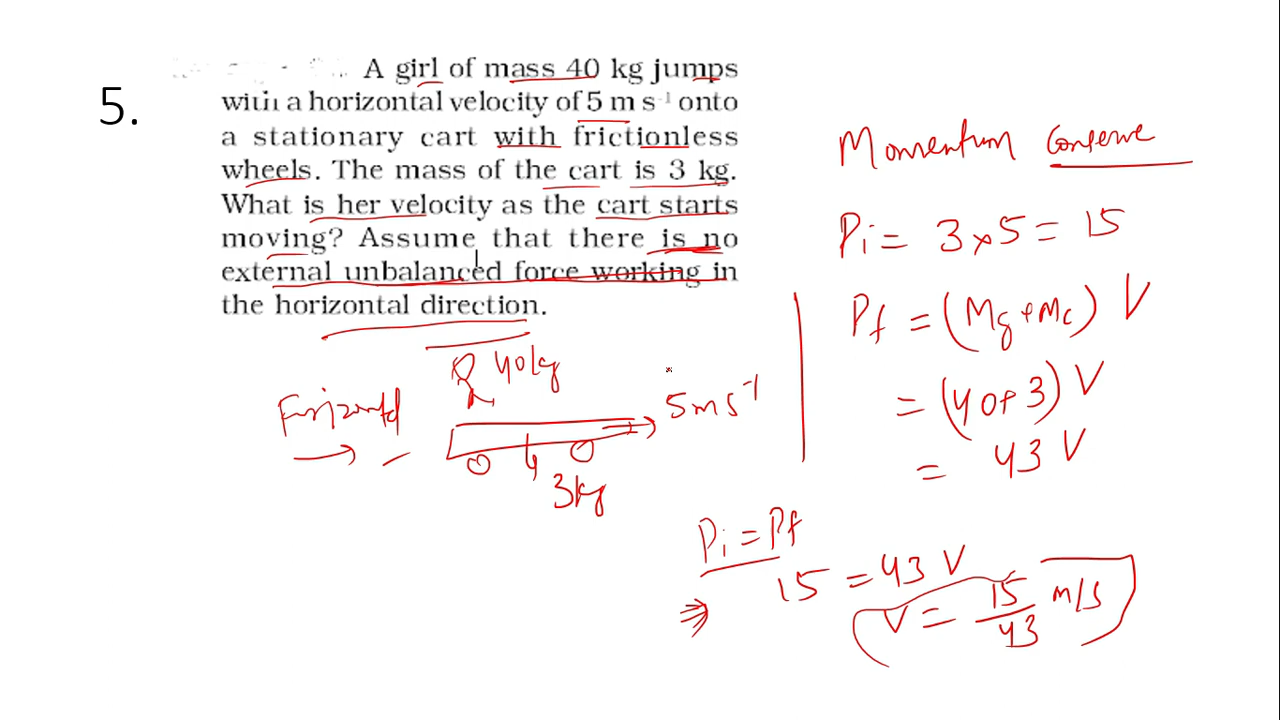 5.
A girl of mass 40 kg jumps
with a horizontal velocity of 5 m s⁻¹ onto
a stationary cart with frictionless
wheels. The mass of the cart is 3 kg.
What is her velocity as the cart starts
moving? Assume that there is no
external unbalanced force working in
the horizontal direction.
40kg
5ms⁻¹
3kg
Momentum Conserve
Pi = 3 × 5 = 15
Pf = (Mg + Mc) V
= (40 + 3) V
= 43 V
Pi = Pf
⇒ 15 = 43 V
V = 15/43 m/s